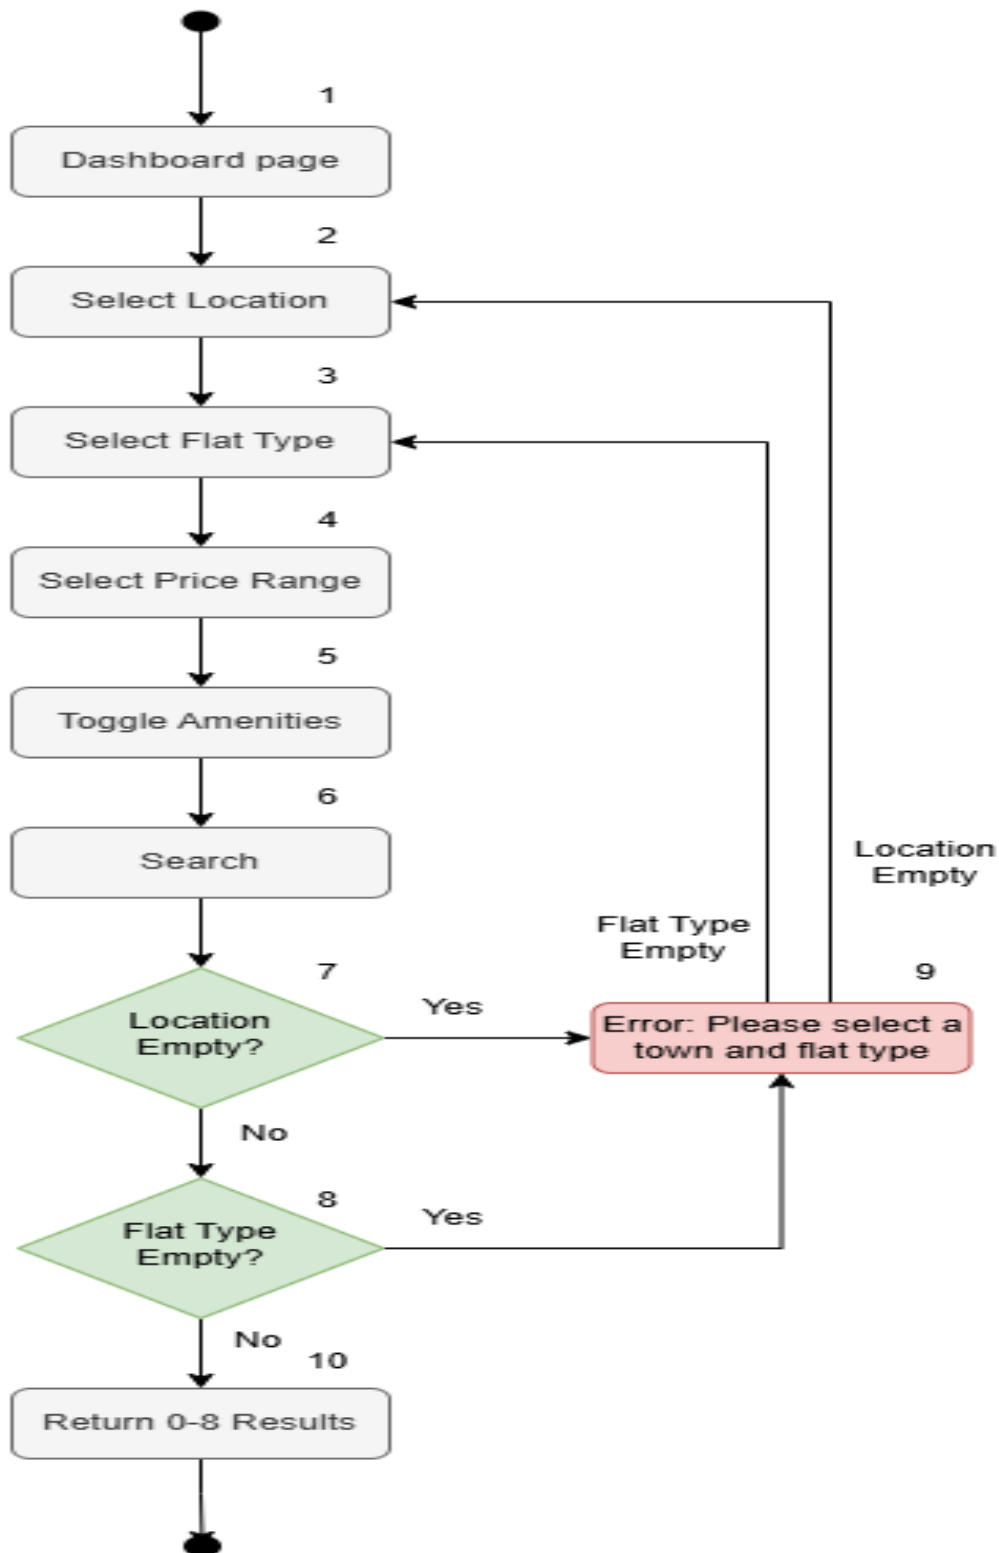 1
Dashboard page
2
Select Location
3
Select Flat Type
4
Select Price Range
5
Toggle Amenities
6
Search
Location
Empty?
7
Yes
No
Flat Type
Empty?
8
Yes
No
Flat Type
Empty
Location
Empty
9
Error: Please select a
town and flat type
10
Return 0-8 Results